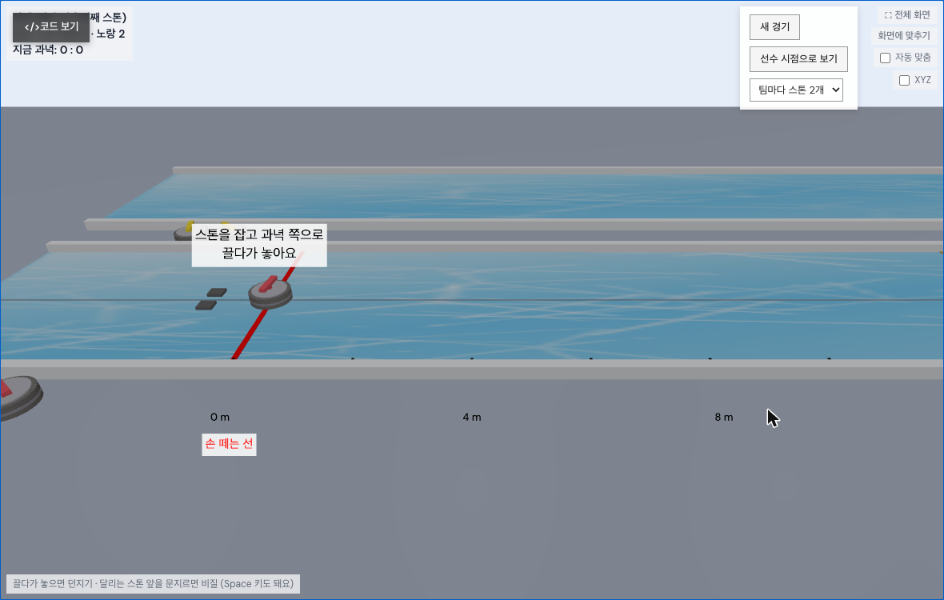 </>코드 보기
째 스톤)
· 노랑 2
지금 과녁: 0 : 0
새 경기
선수 시점으로 보기
팀마다 스톤 2개
전체 화면
화면에 맞추기
자동 맞춤
XYZ
스톤을 잡고 과녁 쪽으로
끌다가 놓아요
0 m
4 m
8 m
손 떼는 선
끌다가 놓으면 던지기 · 달리는 스톤 앞을 문지르면 비질 (Space 키도 돼요)